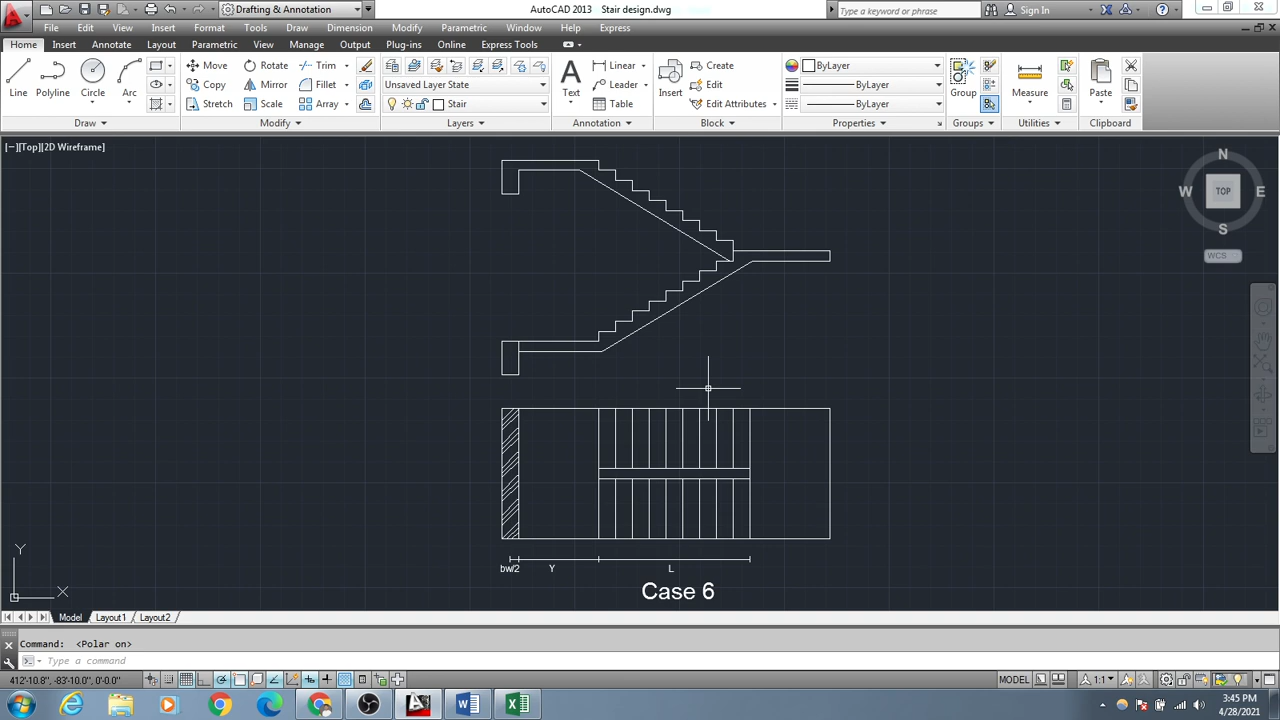 Drafting & Annotation
AutoCAD 2013 Stair design.dwg
Type a keyword or phrase
Sign In
File Edit View Insert Format Tools Draw Dimension Modify Parametric Window Help Express
Home Insert Annotate Layout Parametric View Manage Output Plug-ins Online Express Tools
Move Rotate Trim
Linear
Create
ByLayer
Copy Mirror Fillet
Unsaved Layer State
Leader
Edit
ByLayer
Line Polyline Circle Arc
Text
Insert
Group Measure Paste
Stretch Scale Array
Stair
Table
Edit Attributes
ByLayer
Draw Modify Layers Annotation Block Properties Groups Utilities Clipboard
[−][Top][2D Wireframe]
N
W TOP E
S
WCS
Y
X
bw/2 Y L
Case 6
Model Layout1 Layout2
Command: <Polar on>
Type a command
412'-10.8", -83'-10.0", 0'-0.0"
MODEL
1:1
3:45 PM
4/28/2021